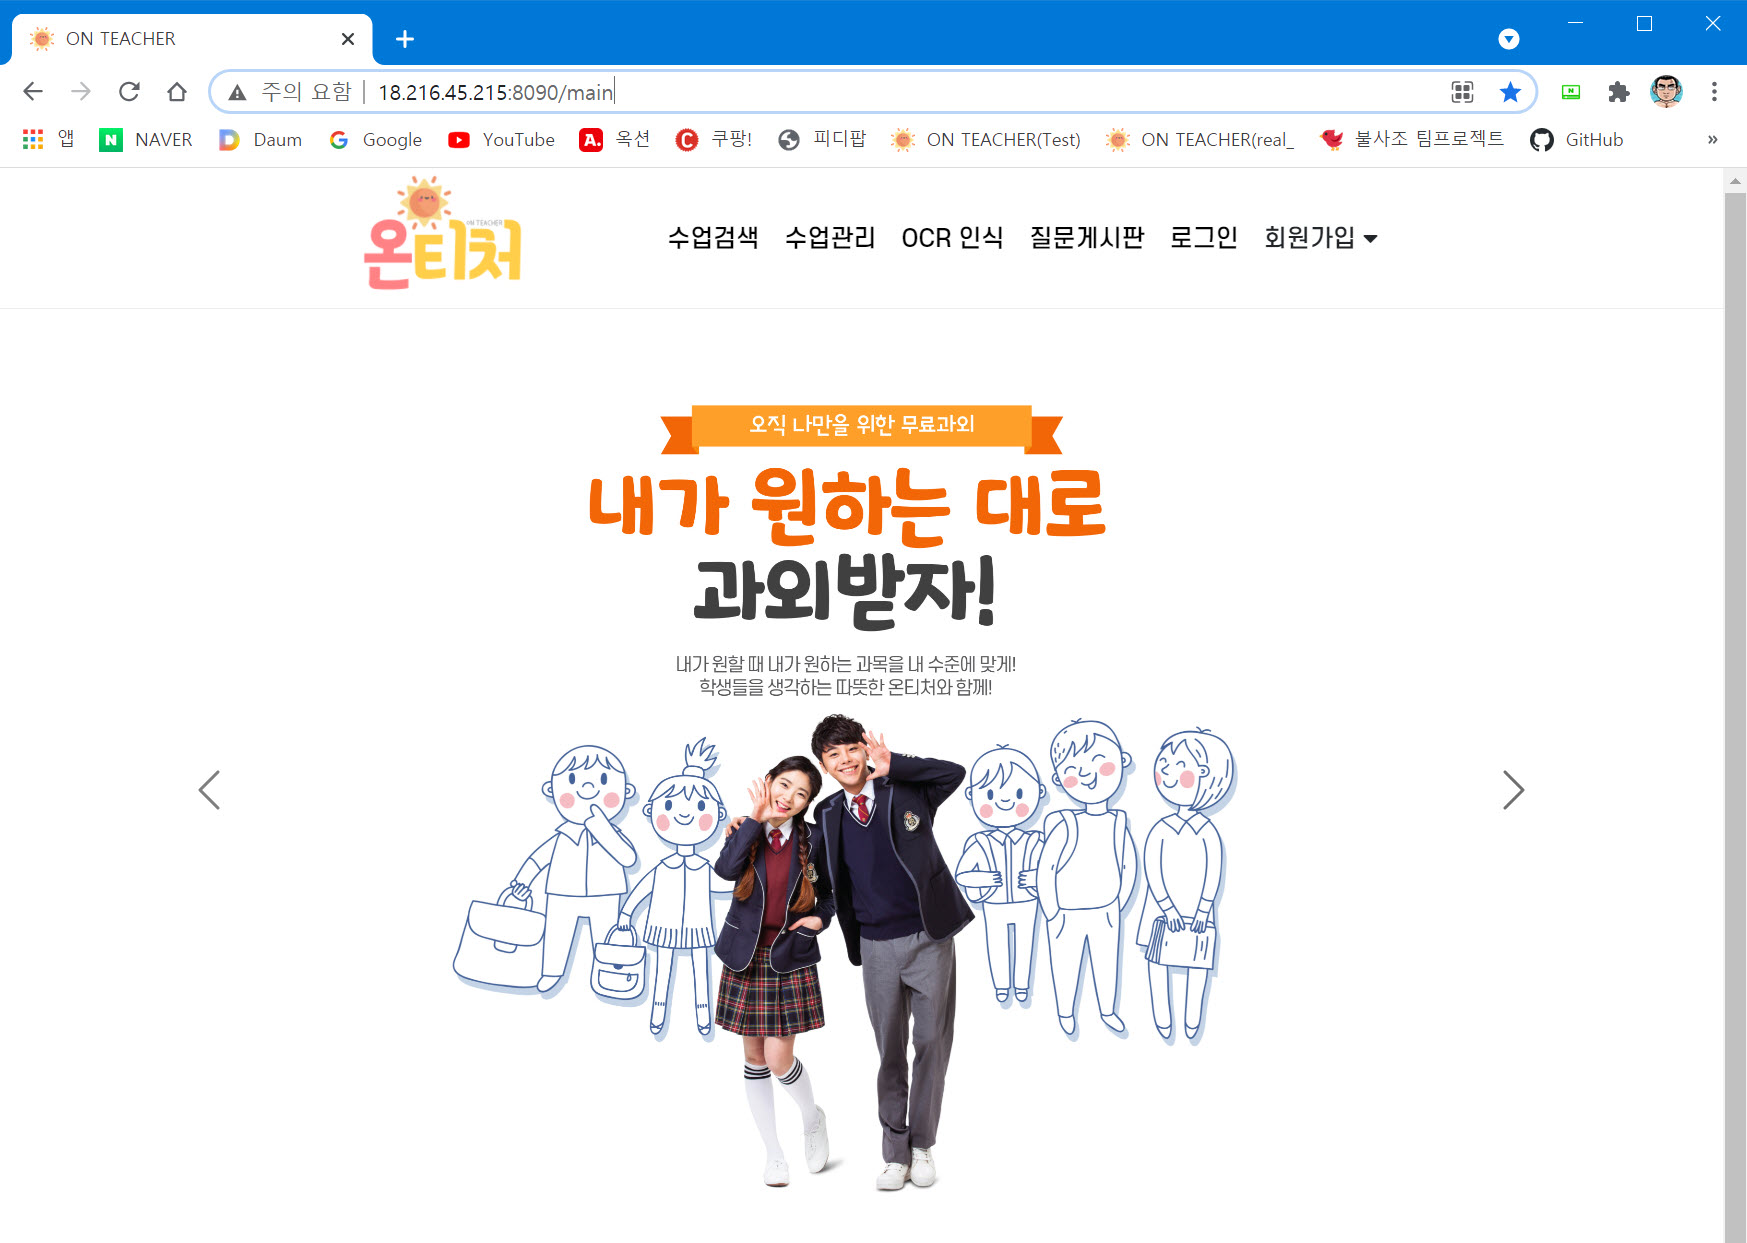 ON TEACHER
주의 요함 | 18.216.45.215:8090/main
앱 NAVER Daum Google YouTube A. 옥션 C 쿠팡! 피디팝 ON TEACHER(Test) ON TEACHER(real_ 불사조 팀프로젝트 GitHub »
ON TEACHER
온티처
수업검색 수업관리 OCR 인식 질문게시판 로그인 회원가입
오직 나만을 위한 무료과외
내가 원하는 대로
과외받자!
내가 원할 때 내가 원하는 과목을 내 수준에 맞게!
학생들을 생각하는 따뜻한 온티처와 함께!